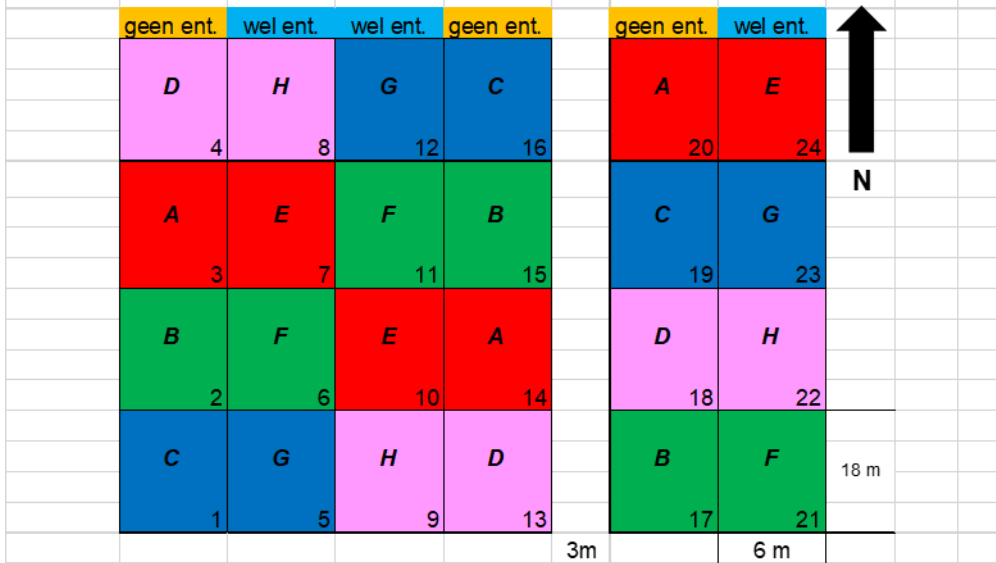 geen ent. wel ent. wel ent. geen ent. geen ent. wel ent.
D H G C A E
4 8 12 16 20 24
N
A E F B C G
3 7 11 15 19 23
B F E A D H
2 6 10 14 18 22
C G H D B F
18 m
1 5 9 13 17 21
3m 6 m